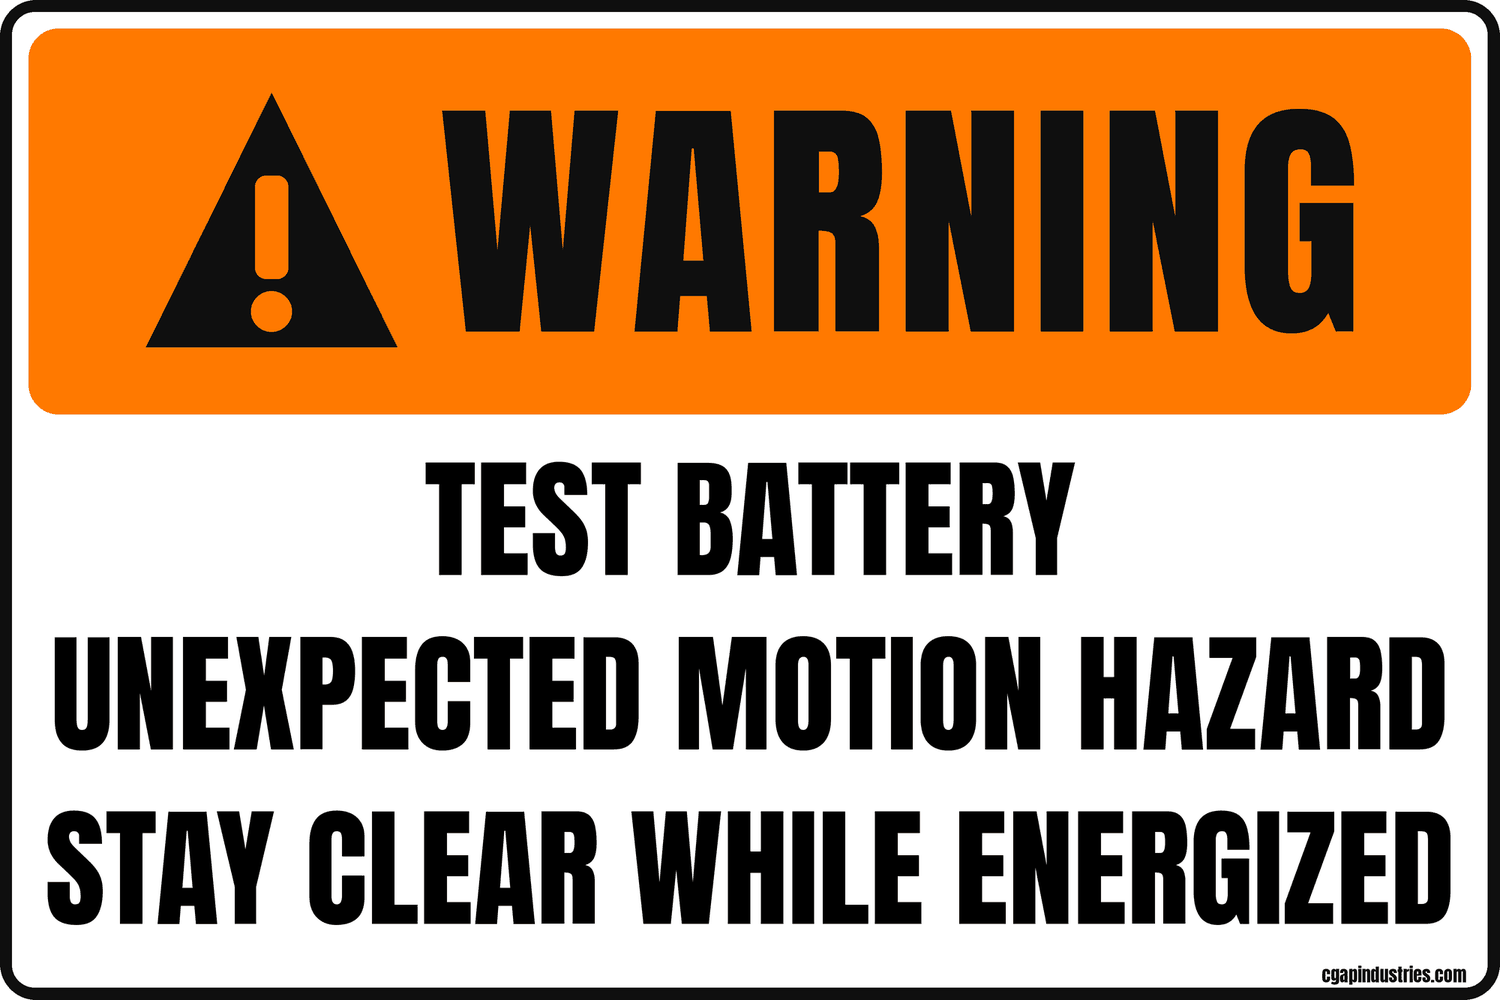 WARNING
TEST BATTERY
UNEXPECTED MOTION HAZARD
STAY CLEAR WHILE ENERGIZED
cgapindustries.com